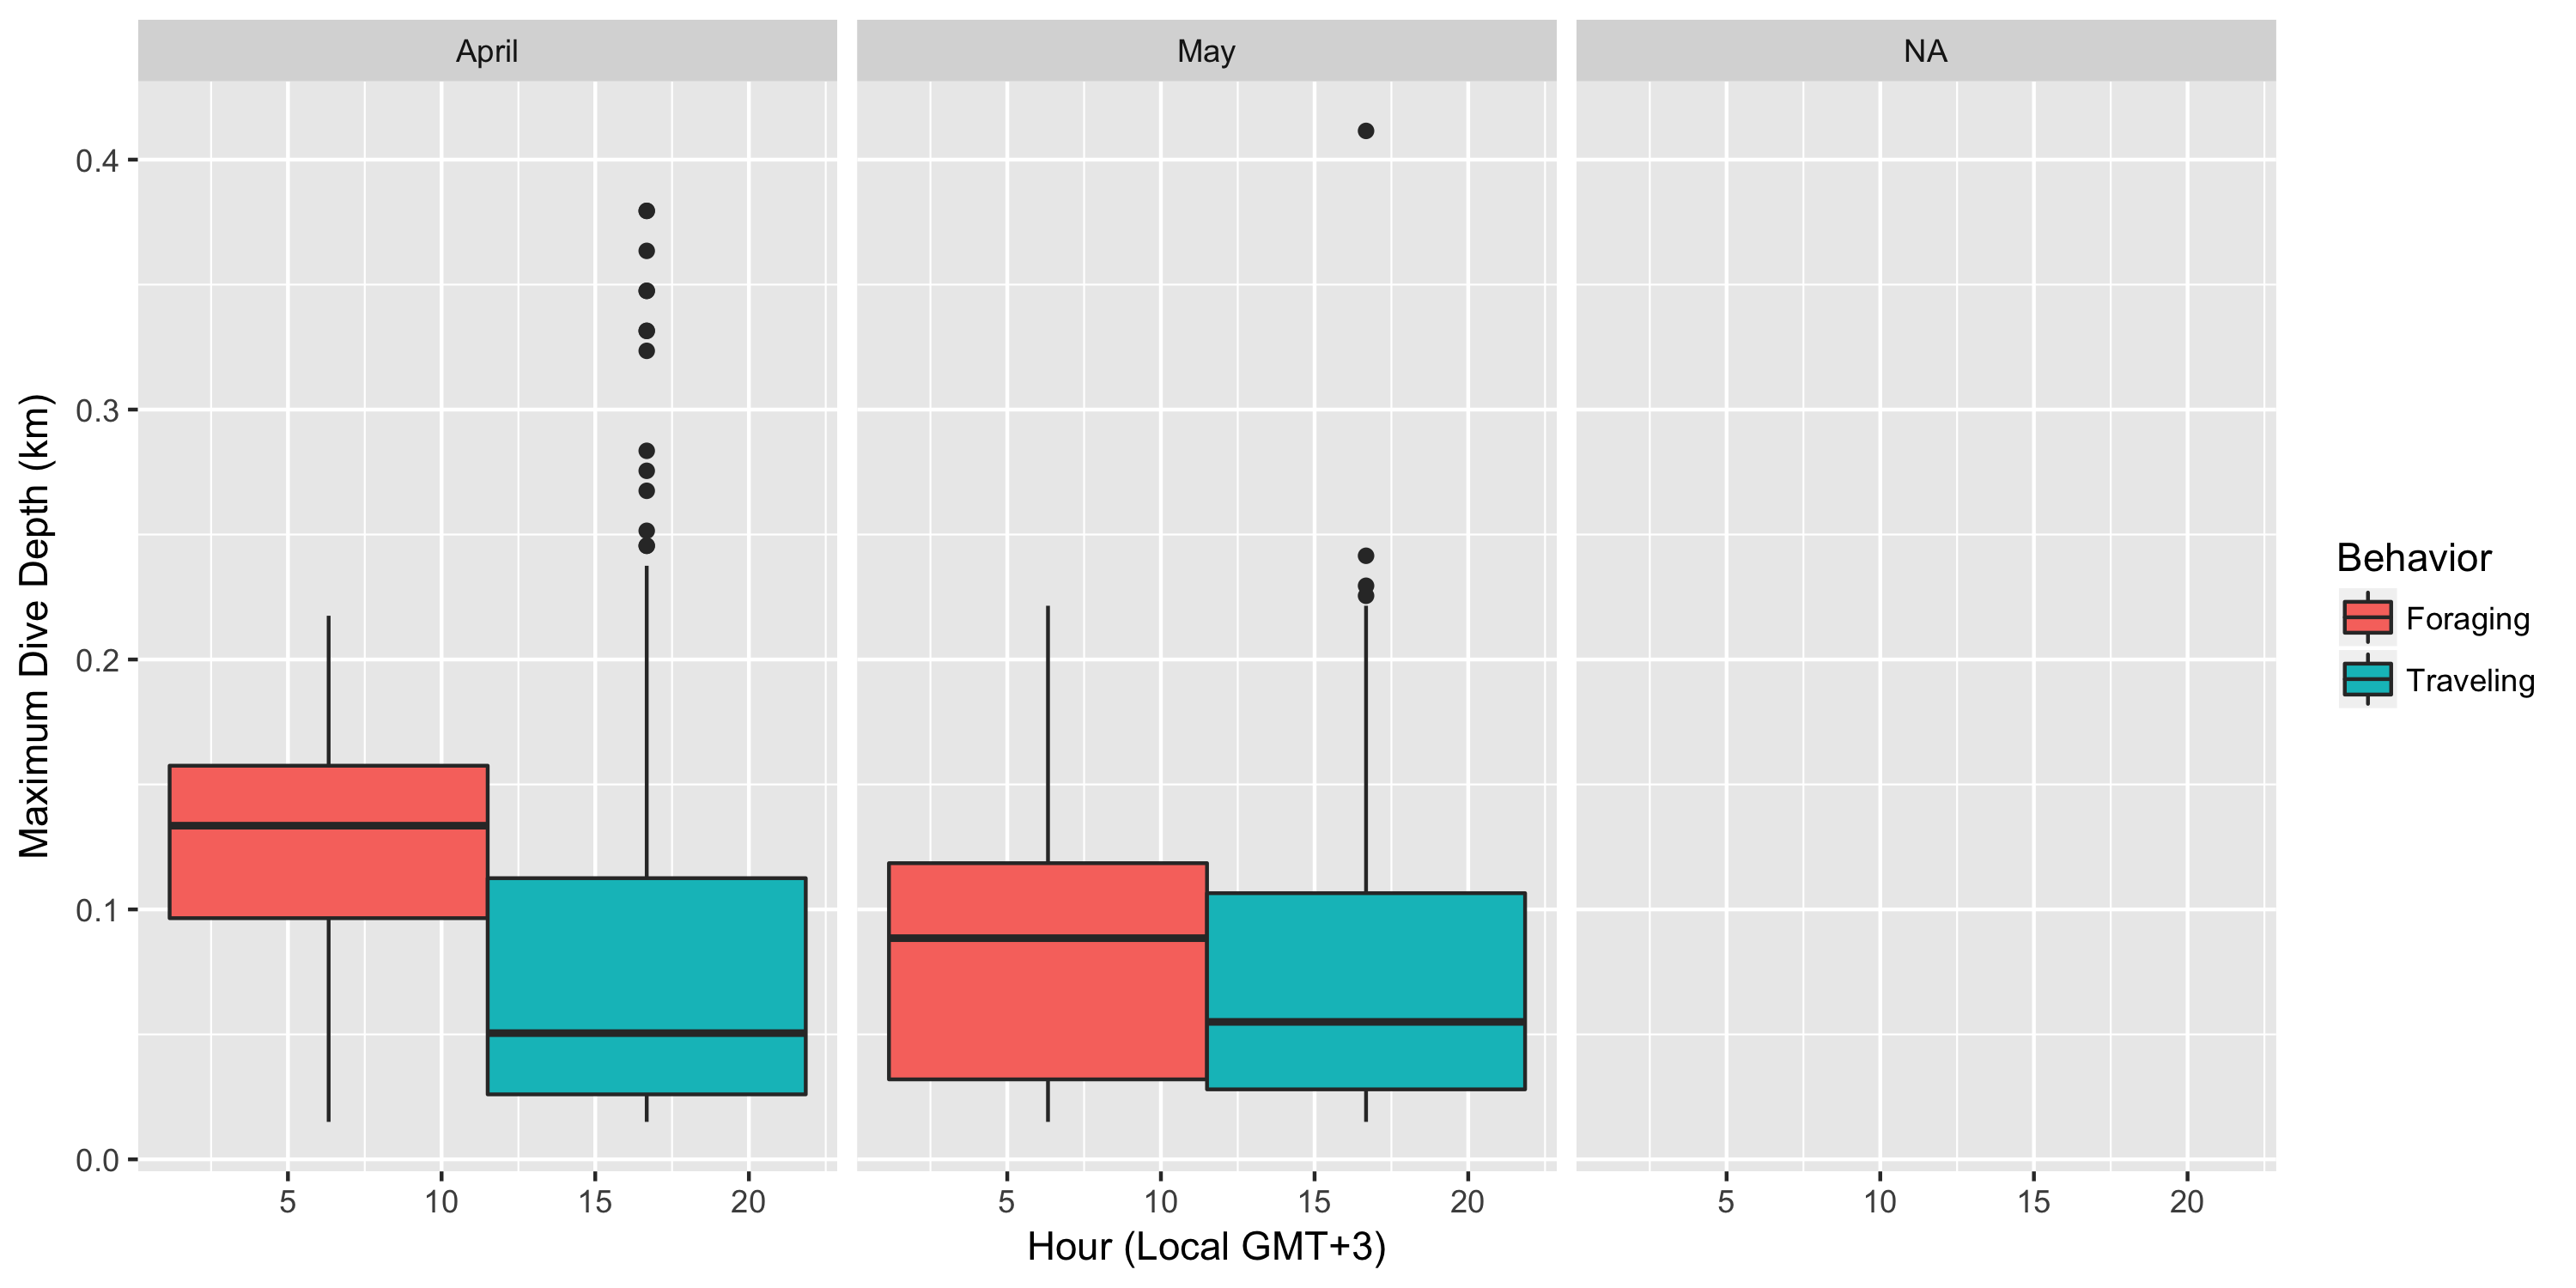 April
May
NA
Maximum Dive Depth (km)
0.4
0.3
0.2
0.1
0.0
5 10 15 20
5 10 15 20
5 10 15 20
Hour (Local GMT+3)
Behavior
Foraging
Traveling